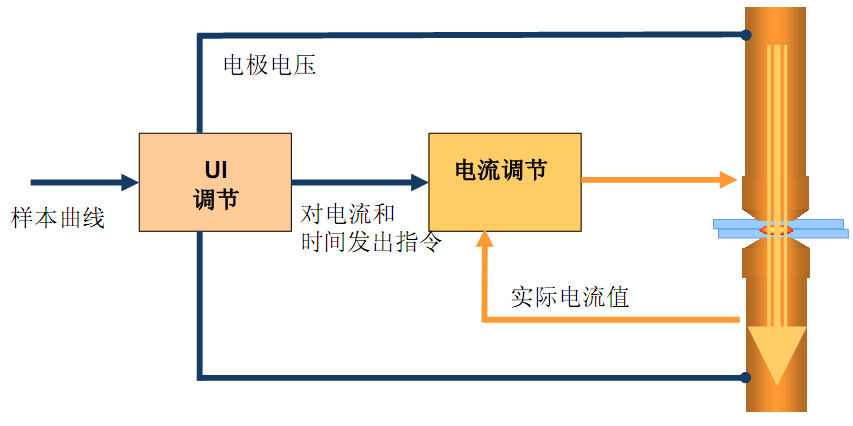 电极电压
UI
调节
电流调节
样本曲线
对电流和
时间发出指令
实际电流值